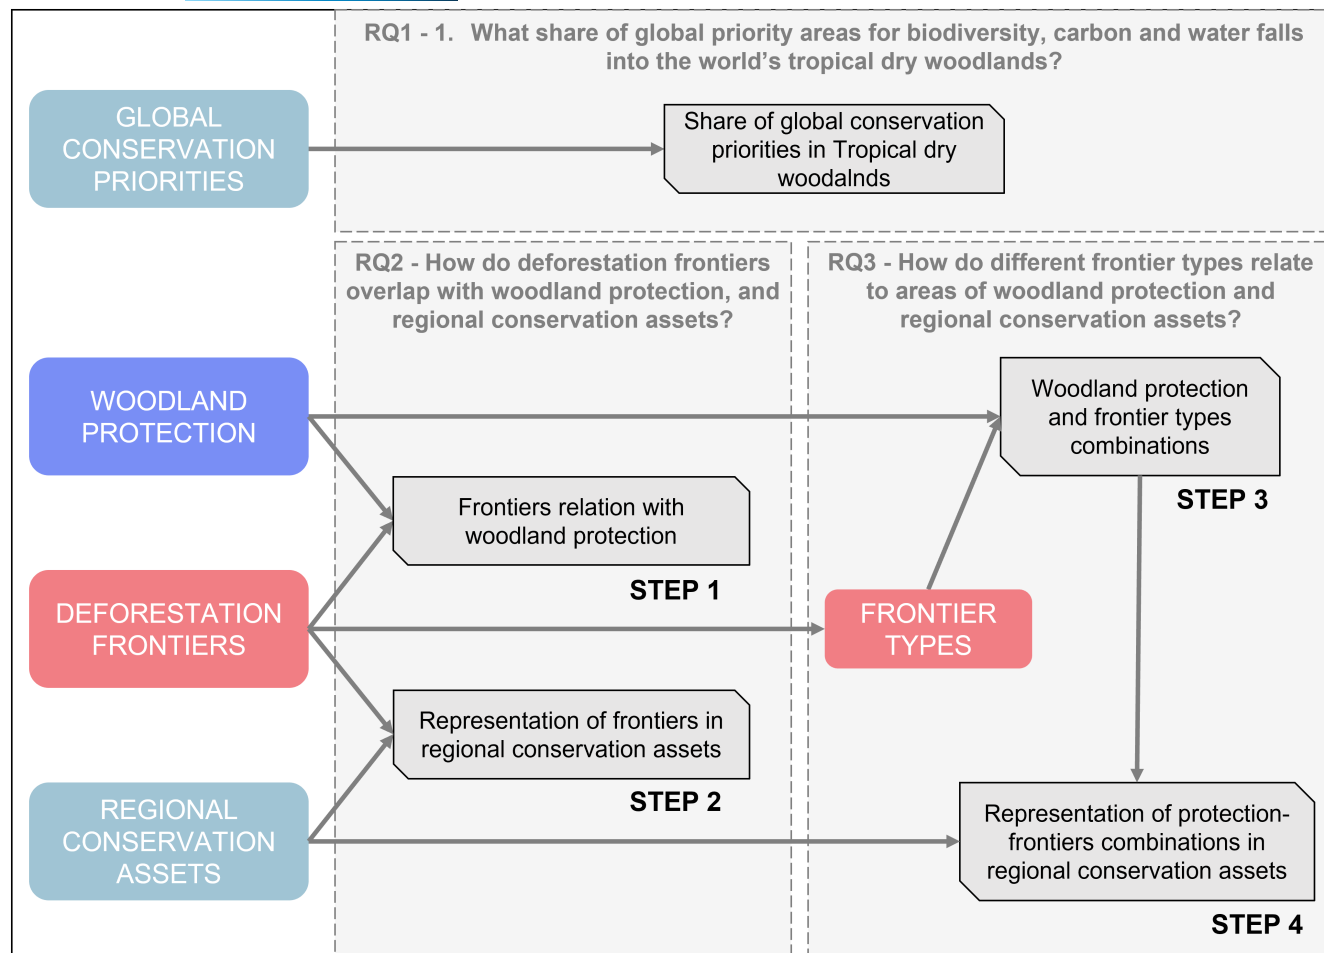 RQ1 - 1. What share of global priority areas for biodiversity, carbon and water falls
into the world's tropical dry woodlands?
GLOBAL
CONSERVATION
PRIORITIES
Share of global conservation
priorities in Tropical dry
woodalnds
RQ2 - How do deforestation frontiers
overlap with woodland protection, and
regional conservation assets?
RQ3 - How do different frontier types relate
to areas of woodland protection and
regional conservation assets?
WOODLAND
PROTECTION
Woodland protection
and frontier types
combinations
STEP 3
Frontiers relation with
woodland protection
STEP 1
DEFORESTATION
FRONTIERS
FRONTIER
TYPES
Representation of frontiers in
regional conservation assets
STEP 2
REGIONAL
CONSERVATION
ASSETS
Representation of protection-
frontiers combinations in
regional conservation assets
STEP 4